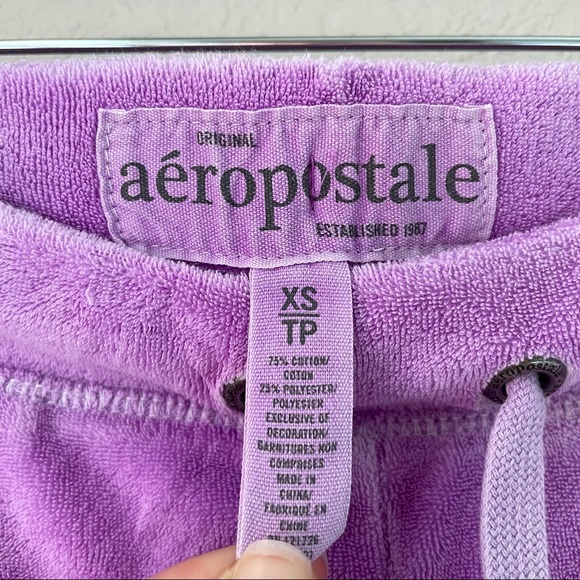 ORIGINAL
aéropostale
ESTABLISHED 1987
XS
TP
75% COTTON/
COTON
25% POLYESTER/
POLYESTER
EXCLUSIVE OF
DECORATION/
GARNITURES NON
COMPRISES
MADE IN
CHINA/
FABRIQUÉ EN
CHINE
aéropostale